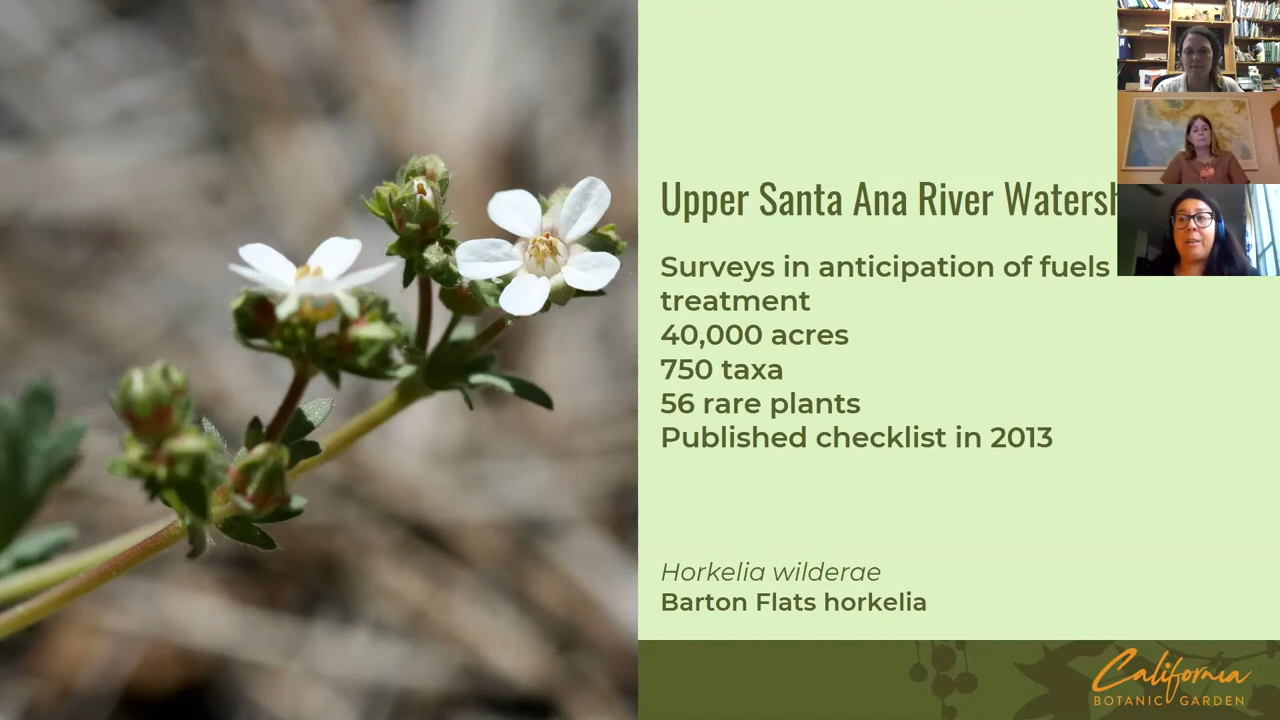 Upper Santa Ana River Watersh
Surveys in anticipation of fuels
treatment
40,000 acres
750 taxa
56 rare plants
Published checklist in 2013
Horkelia wilderae
Barton Flats horkelia
California
BOTANIC GARDEN